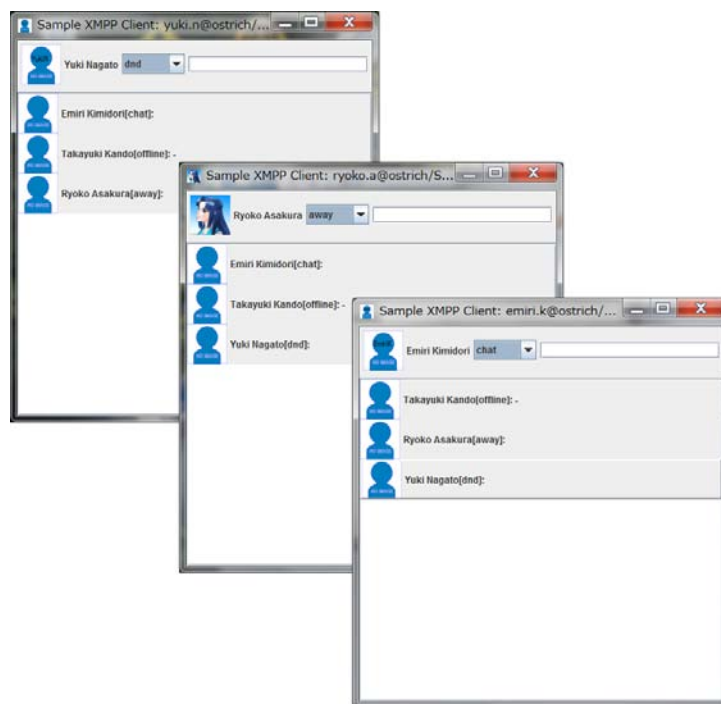 Sample XMPP Client: yuki.n@ostrich/...
Yuki Nagato dnd
Emiri Kimidori[chat]:
Takayuki Kando[offline]: -
Ryoko Asakura[away]:
Sample XMPP Client: ryoko.a@ostrich/S...
Ryoko Asakura away
Emiri Kimidori[chat]:
Takayuki Kando[offline]: -
Yuki Nagato[dnd]:
Sample XMPP Client: emiri.k@ostrich/...
Emiri Kimidori chat
Takayuki Kando[offline]: -
Ryoko Asakura[away]:
Yuki Nagato[dnd]: